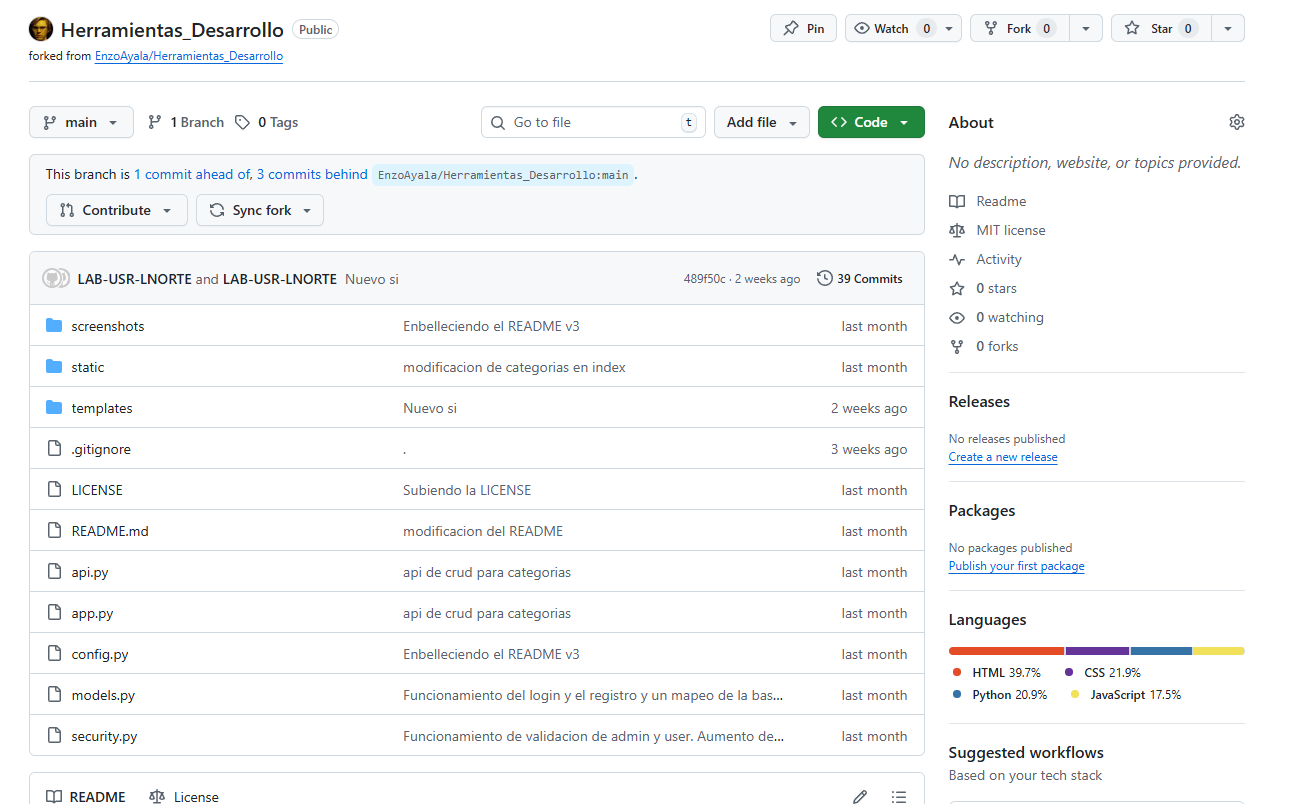 Herramientas_Desarrollo Public Pin Watch 0 Fork 0 Star 0
forked from EnzoAyala/Herramientas_Desarrollo
main 1 Branch 0 Tags Go to file t Add file Code
This branch is 1 commit ahead of, 3 commits behind EnzoAyala/Herramientas_Desarrollo:main.
Contribute Sync fork
LAB-USR-LNORTE and LAB-USR-LNORTE Nuevo si 489f50c · 2 weeks ago 39 Commits
screenshots Enbelleciendo el README v3 last month
static modificacion de categorias en index last month
templates Nuevo si 2 weeks ago
.gitignore . 3 weeks ago
LICENSE Subiendo la LICENSE last month
README.md modificacion del README last month
api.py api de crud para categorias last month
app.py api de crud para categorias last month
config.py Enbelleciendo el README v3 last month
models.py Funcionamiento del login y el registro y un mapeo de la bas... last month
security.py Funcionamiento de validacion de admin y user. Aumento de... last month
README License
About
No description, website, or topics provided.
Readme
MIT license
Activity
0 stars
0 watching
0 forks
Releases
No releases published
Create a new release
Packages
No packages published
Publish your first package
Languages
HTML 39.7% CSS 21.9%
Python 20.9% JavaScript 17.5%
Suggested workflows
Based on your tech stack